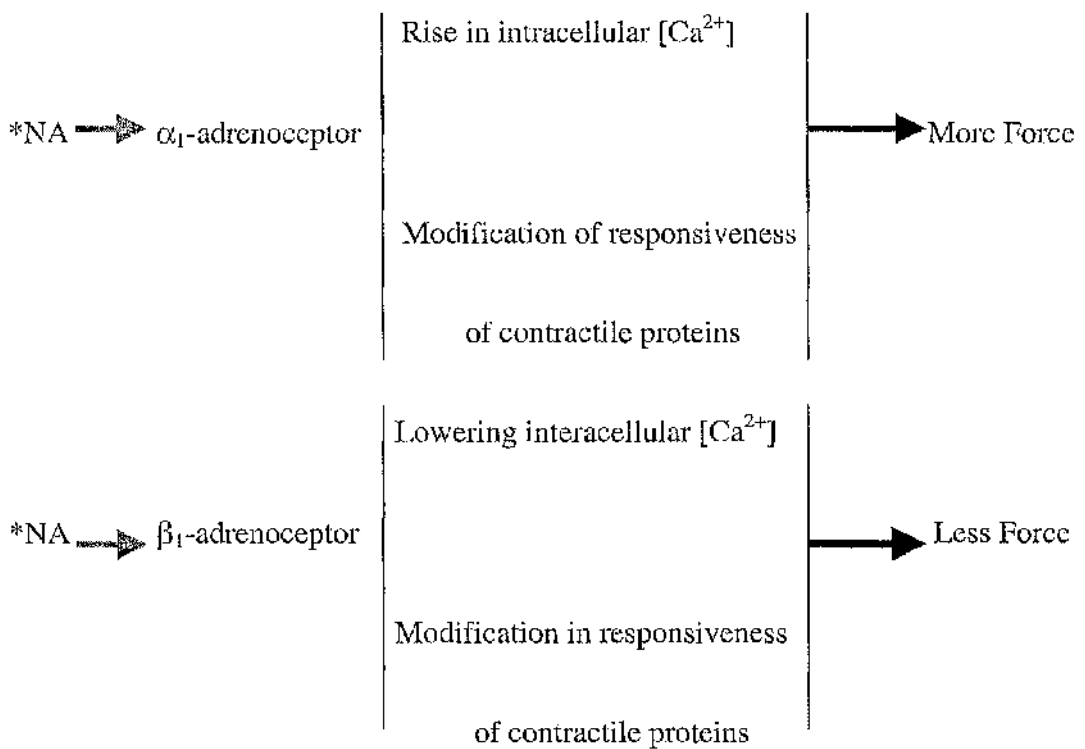 Rise in intracellular [Ca²⁺]
*NA
α₁-adrenoceptor
More Force
Modification of responsiveness
of contractile proteins
Lowering interacellular [Ca²⁺]
*NA
β₁-adrenoceptor
Less Force
Modification in responsiveness
of contractile proteins